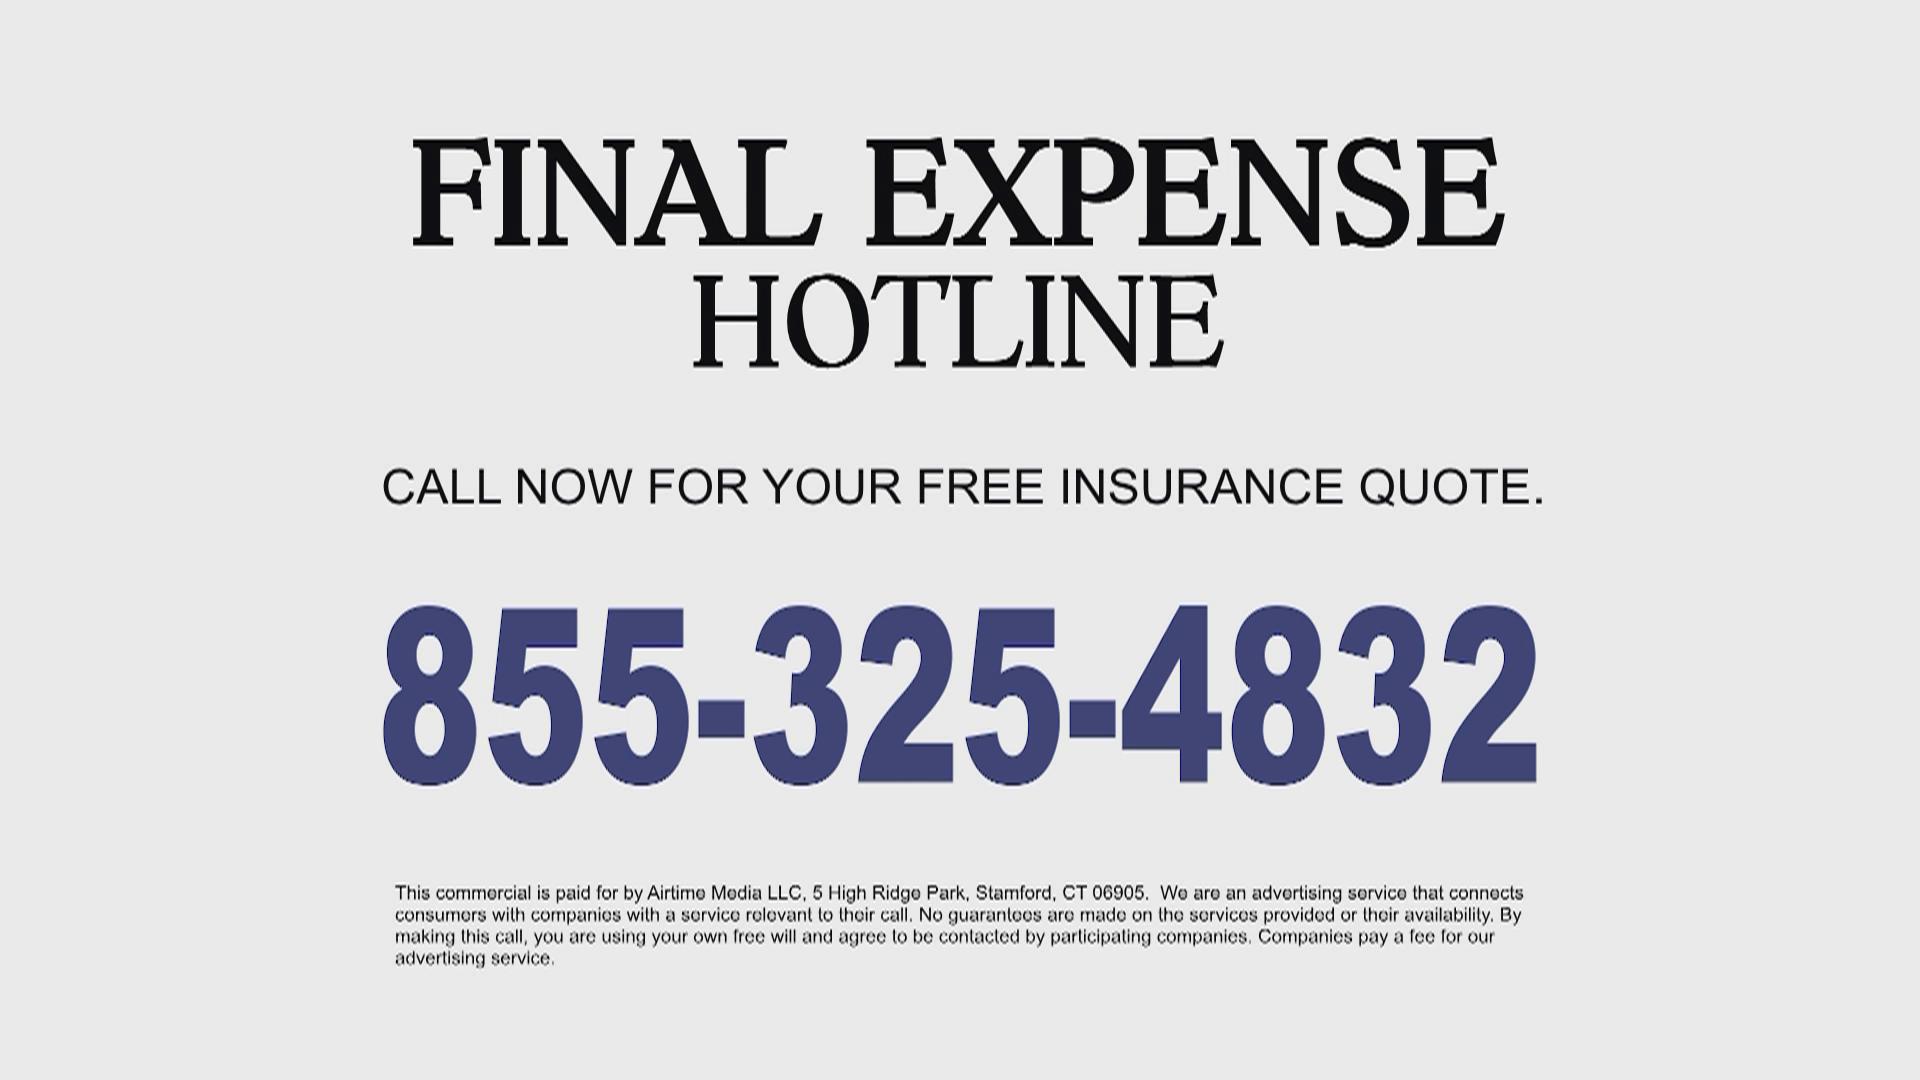 FINAL EXPENSE
HOTLINE
CALL NOW FOR YOUR FREE INSURANCE QUOTE.
855-325-4832
This commercial is paid for by Airtime Media LLC, 5 High Ridge Park, Stamford, CT 06905.  We are an advertising service that connects
consumers with companies with a service relevant to their call. No guarantees are made on the services provided or their availability. By
making this call, you are using your own free will and agree to be contacted by participating companies. Companies pay a fee for our
advertising service.